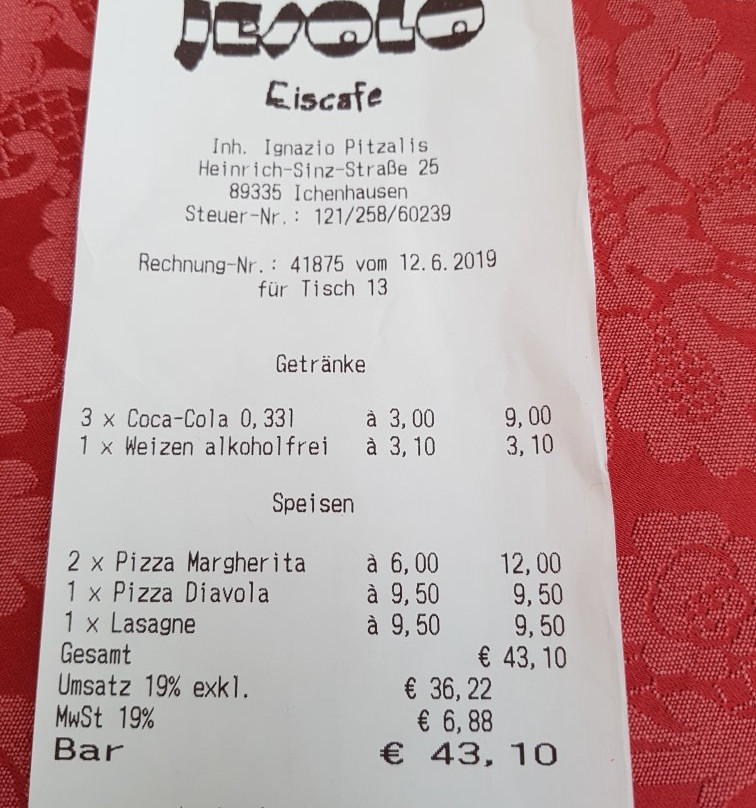 JESOLO
Eiscafe
Inh. Ignazio Pitzalis
Heinrich-Sinz-Straße 25
89335 Ichenhausen
Steuer-Nr.: 121/258/60239
Rechnung-Nr.: 41875 vom 12.6.2019
für Tisch 13
Getränke
3 x Coca-Cola 0,33l à 3,00 9,00
1 x Weizen alkoholfrei à 3,10 3,10
Speisen
2 x Pizza Margherita à 6,00 12,00
1 x Pizza Diavola à 9,50 9,50
1 x Lasagne à 9,50 9,50
Gesamt € 43,10
Umsatz 19% exkl. € 36,22
MwSt 19% € 6,88
Bar € 43,10